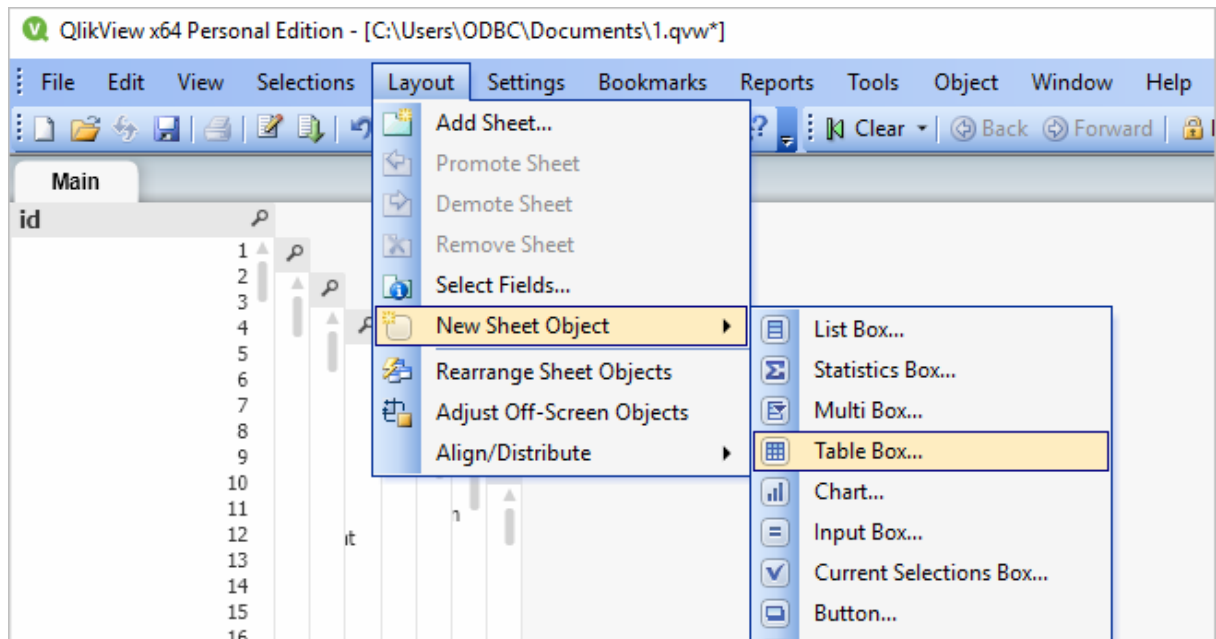 QlikView x64 Personal Edition - [C:\Users\ODBC\Documents\1.qvw*]
File Edit View Selections Layout Settings Bookmarks Reports Tools Object Window Help
Clear Back Forward
Main
id
1
2
3
4
5
6
7
8
9
10
11
12
13
14
15
16
Add Sheet...
Promote Sheet
Demote Sheet
Remove Sheet
Select Fields...
New Sheet Object
Rearrange Sheet Objects
Adjust Off-Screen Objects
Align/Distribute
List Box...
Statistics Box...
Multi Box...
Table Box...
Chart...
Input Box...
Current Selections Box...
Button...